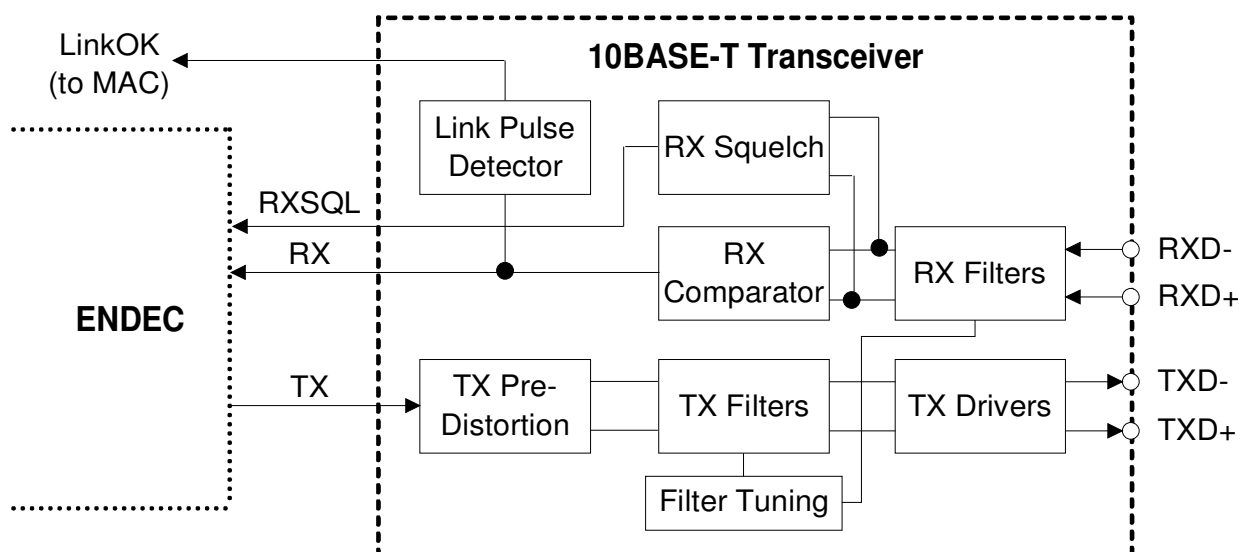 LinkOK
(to MAC)
10BASE-T Transceiver
Link Pulse
Detector
RX Squelch
RXSQL
RX
RX
Comparator
RX Filters
RXD-
RXD+
ENDEC
TX
TX Pre-
Distortion
TX Filters
TX Drivers
TXD-
TXD+
Filter Tuning